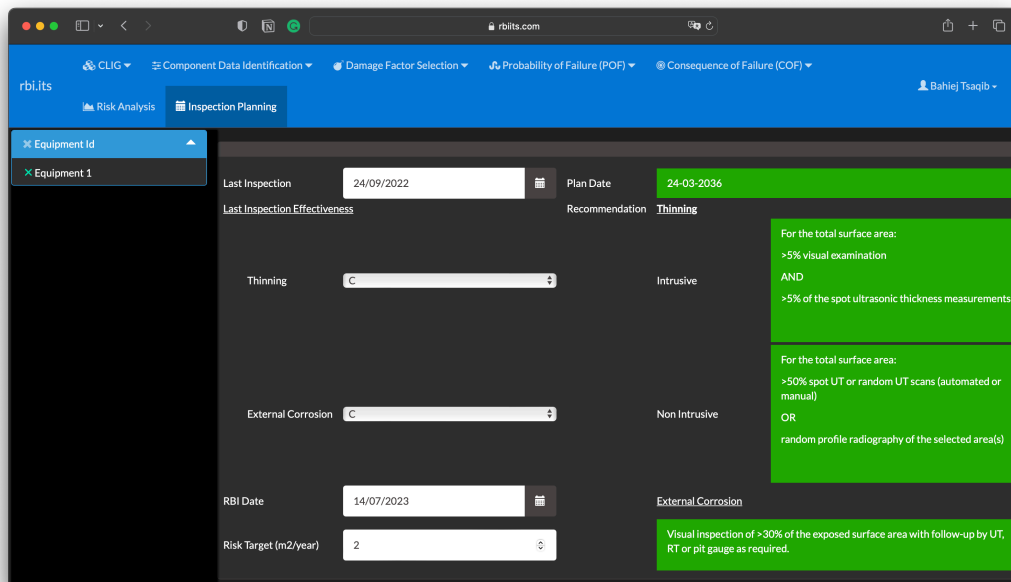 rbiits.com
CLIG
Component Data Identification
Damage Factor Selection
Probability of Failure (POF)
Consequence of Failure (COF)
rbi.its
Bahiej Tsaqib
Risk Analysis
Inspection Planning
Equipment Id
Equipment 1
Last Inspection
24/09/2022
Plan Date
24-03-2036
Last Inspection Effectiveness
Recommendation
Thinning
For the total surface area:
>5% visual examination
AND
>5% of the spot ultrasonic thickness measurements
Thinning
C
Intrusive
For the total surface area:
>50% spot UT or random UT scans (automated or
manual)
OR
random profile radiography of the selected area(s)
External Corrosion
C
Non Intrusive
RBI Date
14/07/2023
External Corrosion
Risk Target (m2/year)
2
Visual inspection of >30% of the exposed surface area with follow-up by UT,
RT or pit gauge as required.